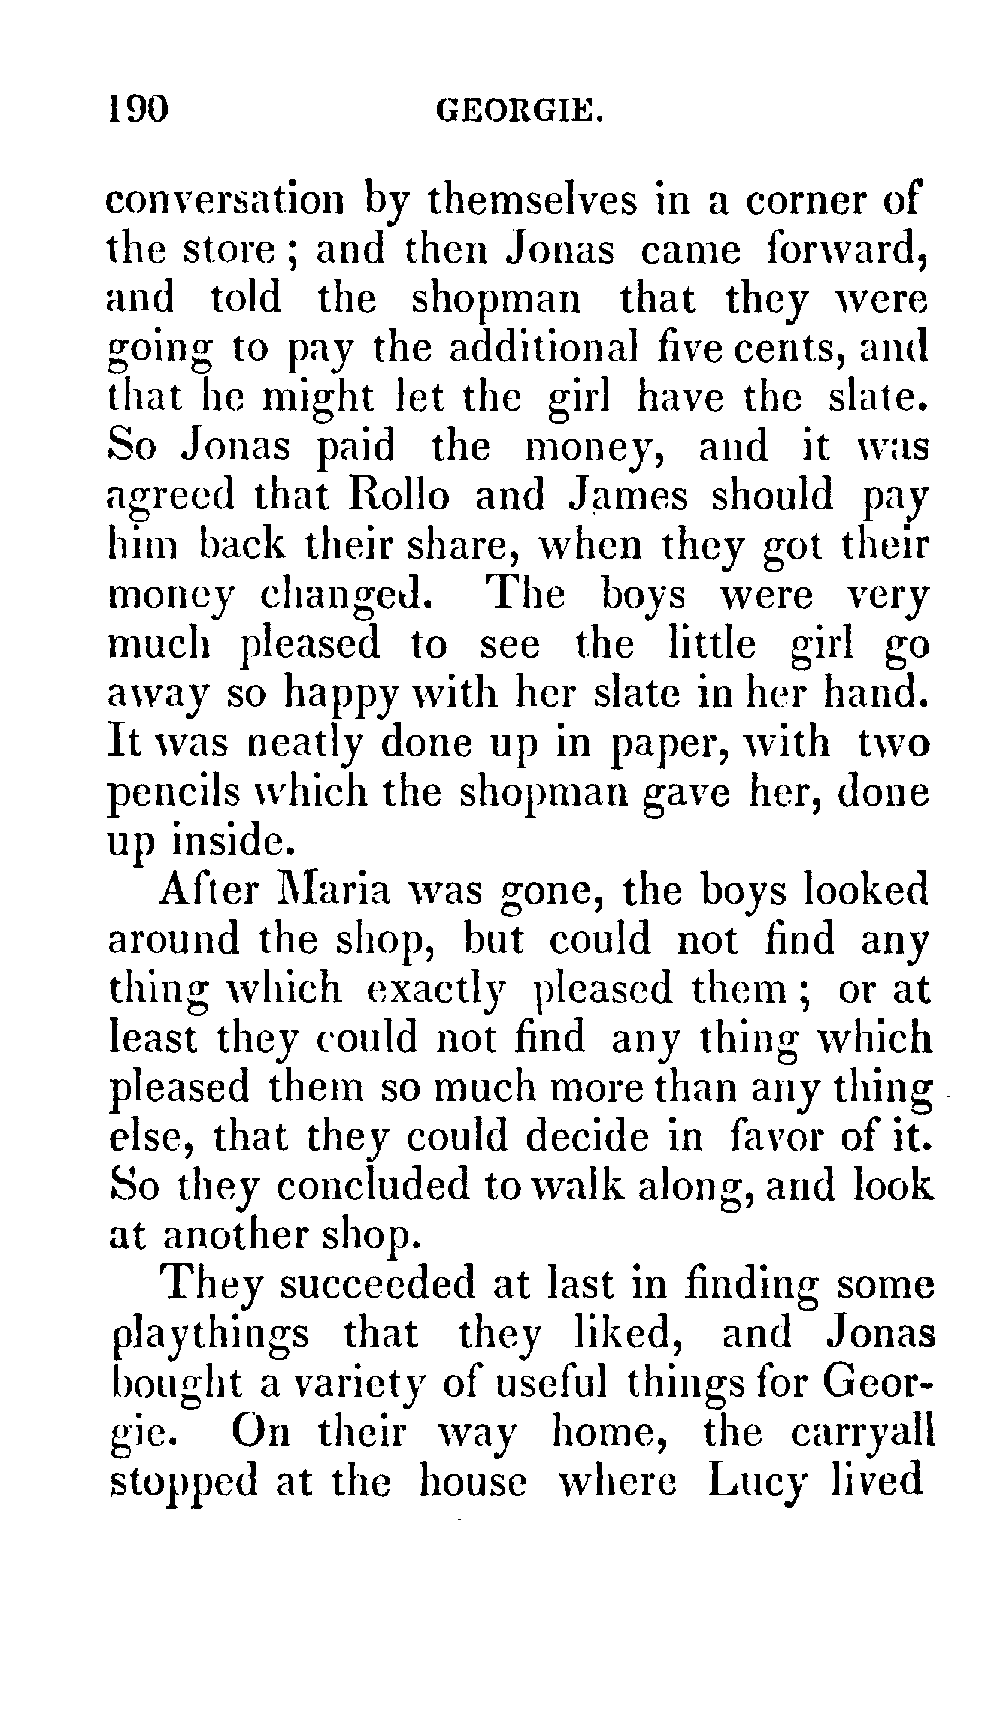 190 GEORGIE.
conversation by themselves in a corner of
the store ; and then Jonas came forward,
and told the shopman that they were
going to pay the additional five cents, and
that he might let the girl have the slate.
So Jonas paid the money, and it was
agreed that Rollo and James should pay
him back their share, when they got their
money changed. The boys were very
much pleased to see the little girl go
away so happy with her slate in her hand.
It was neatly done up in paper, with two
pencils which the shopman gave her, done
up inside.
After Maria was gone, the boys looked
around the shop, but could not find any
thing which exactly pleased them ; or at
least they could not find any thing which
pleased them so much more than any thing
else, that they could decide in favor of it.
So they concluded to walk along, and look
at another shop.
They succeeded at last in finding some
playthings that they liked, and Jonas
bought a variety of useful things for Geor-
gie. On their way home, the carryall
stopped at the house where Lucy lived